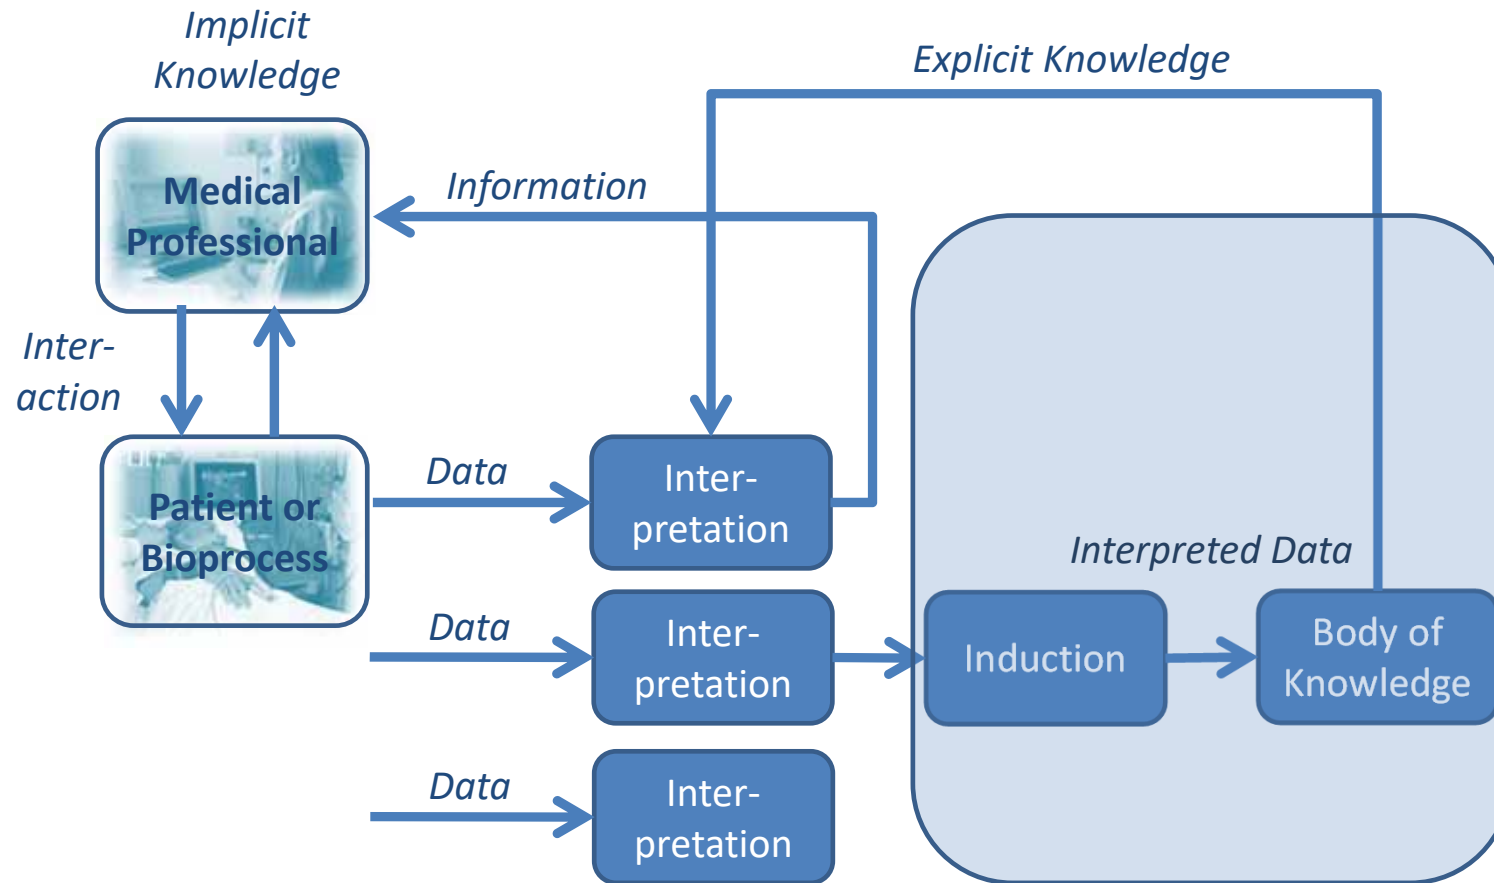 Implicit
Knowledge
Explicit Knowledge
Medical
Professional
Information
Inter-
action
Patient or
Bioprocess
Data
Inter-
pretation
Interpreted Data
Data
Inter-
pretation
Induction
Body of
Knowledge
Data
Inter-
pretation